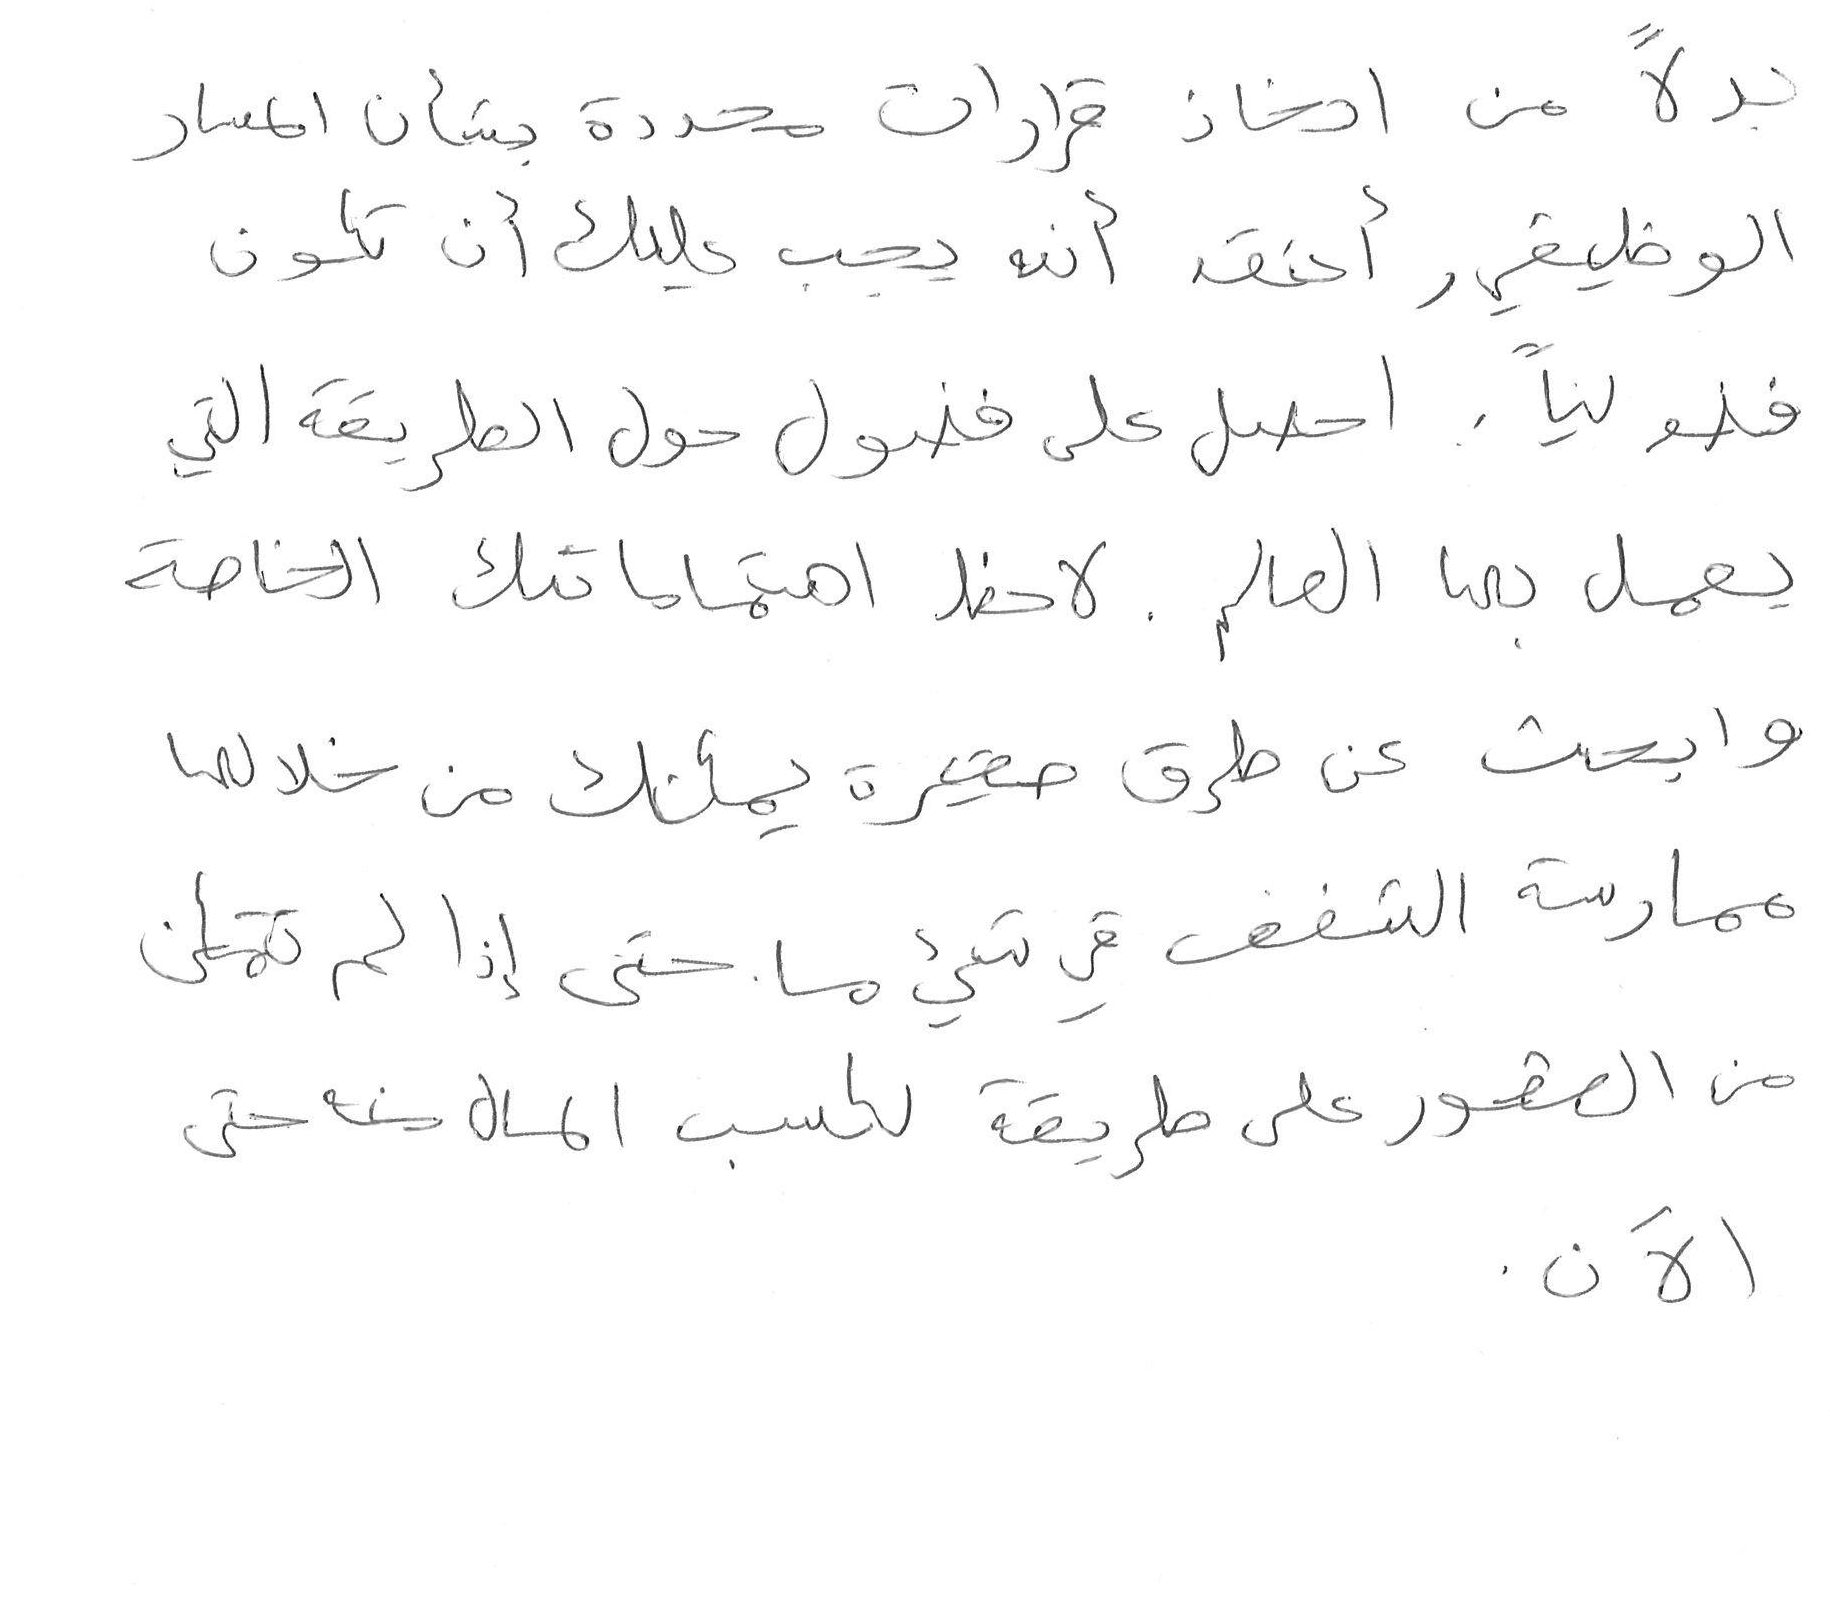 بدلاً من اتخاذ قرارات محددة بشأن المسار
الوظيفي, أعتقد أنه يجب عليك أن تكون
فضولياً. احصل على فضول حول الطريقة التي
يعمل بها العالم. لاحظ اهتماماتك الخاصة
وابحث عن طرق صغيرة يمكنك من خلالها
ممارسة الشغف في شيء ما. حتى إذا لم تتمكن
من العثور على طريقة لكسب المال منه حتى
الآن.